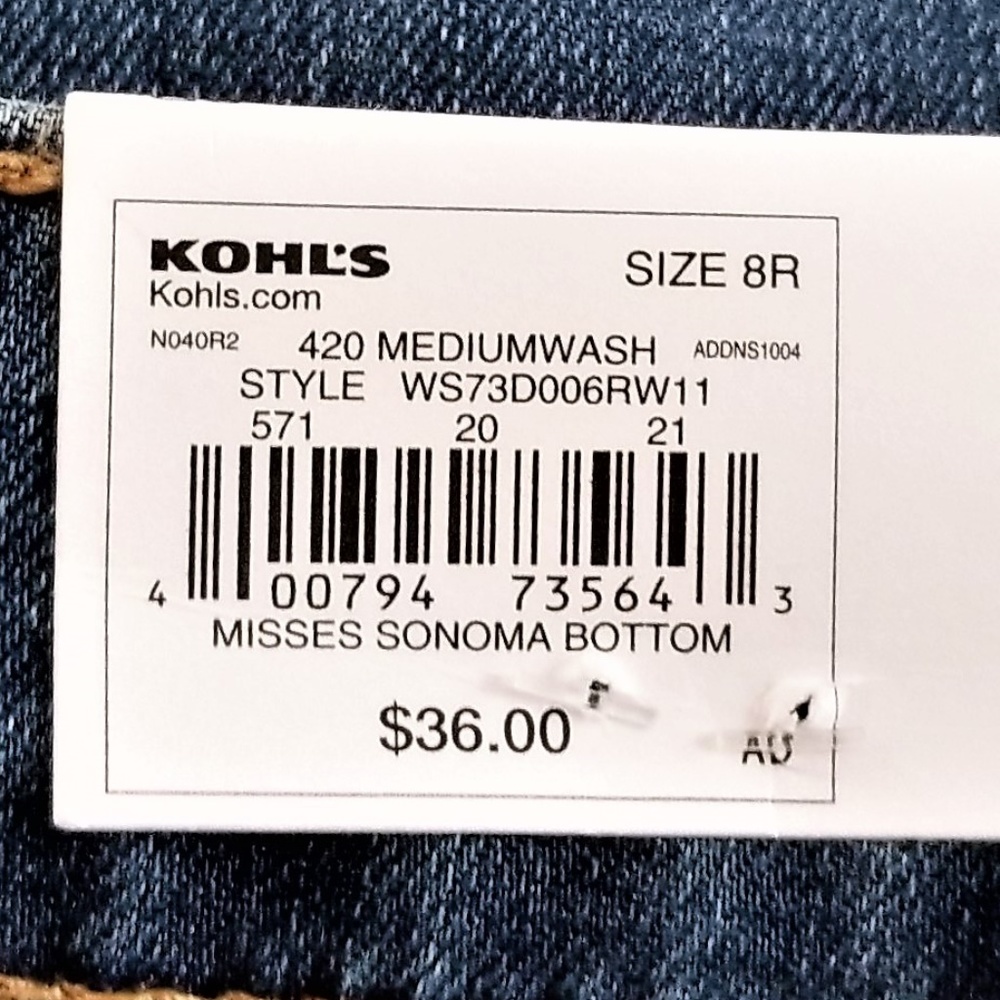 KOHL'S
SIZE 8R
Kohls.com
N040R2 420 MEDIUMWASH ADDNS1004
STYLE WS73D006RW11
571 20 21
4 00794 73564 3
MISSES SONOMA BOTTOM
$36.00